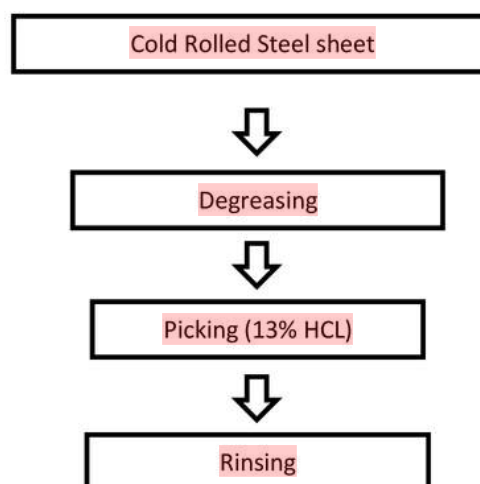 Cold Rolled Steel sheet
Degreasing
Picking (13% HCL)
Rinsing